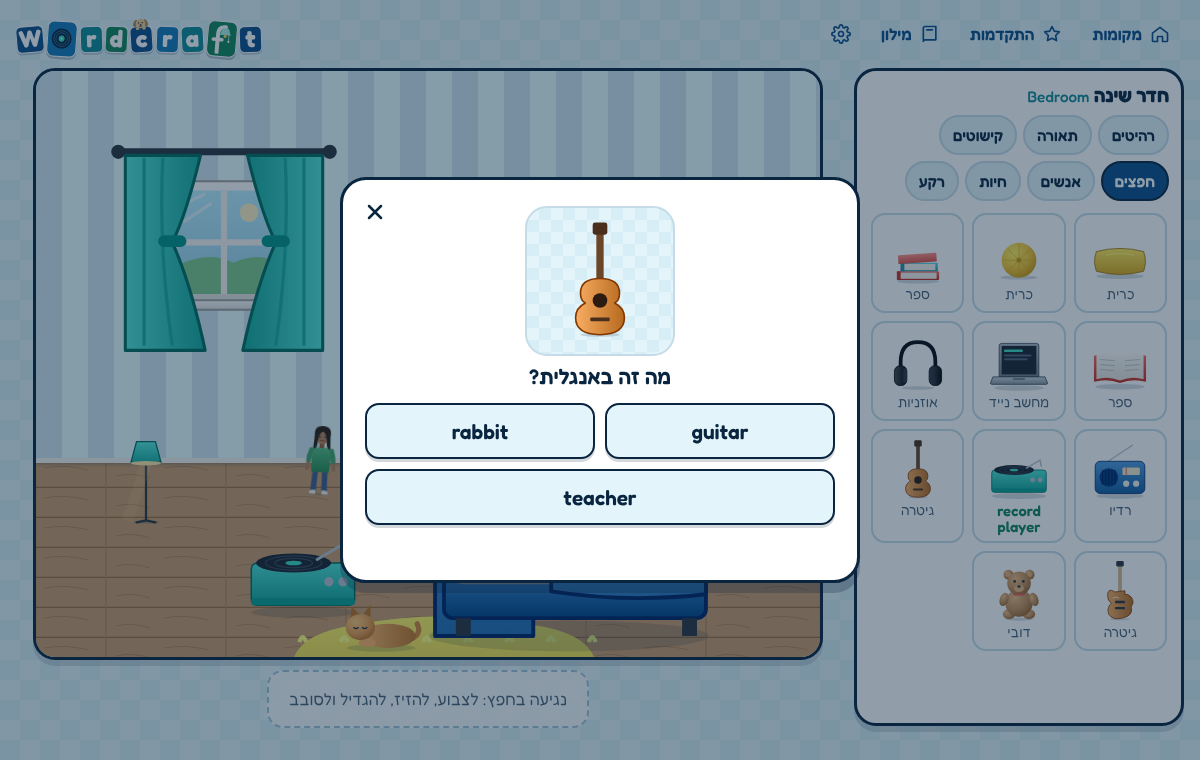 Wordcraft
מקומות
התקדמות
מילון
חדר שינה Bedroom
רהיטים
תאורה
קישוטים
חפצים
אנשים
חיות
רקע
כרית
כרית
ספר
ספר
מחשב נייד
אוזניות
רדיו
record
player
גיטרה
גיטרה
דובי
מה זה באנגלית?
rabbit
guitar
teacher
נגיעה בחפץ: לצבוע, להזיז, להגדיל ולסובב